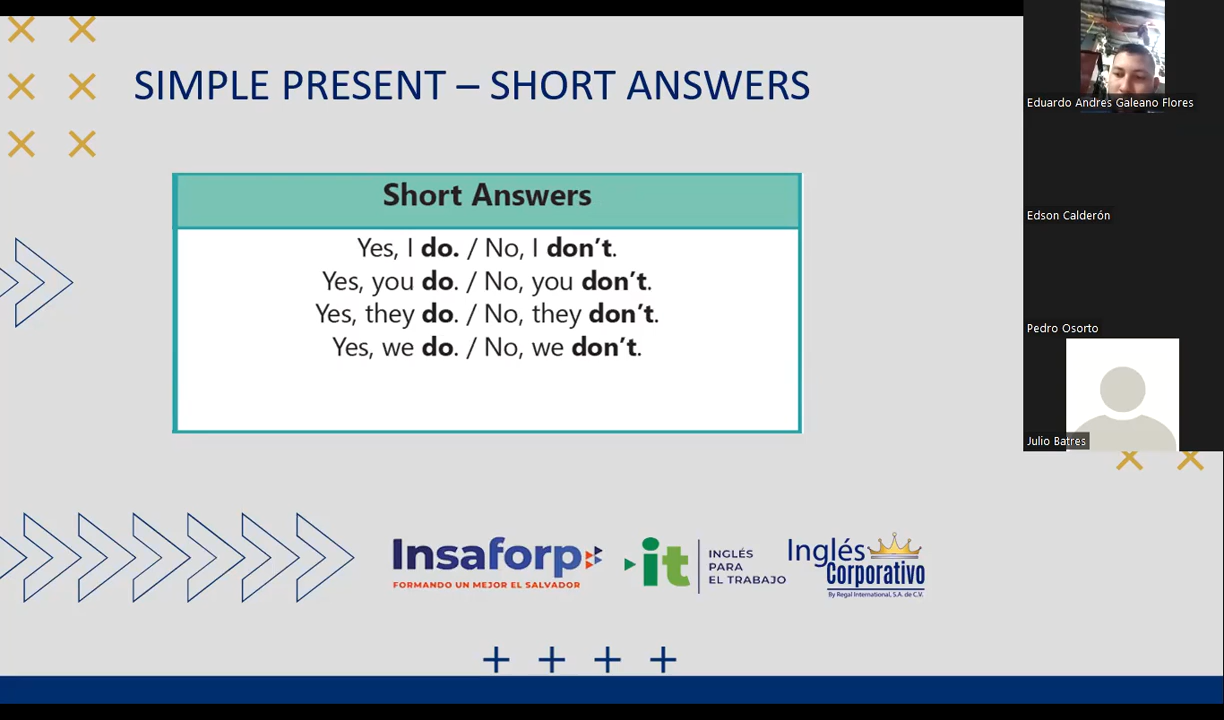 SIMPLE PRESENT – SHORT ANSWERS
Short Answers
Yes, I do. / No, I don't.
Yes, you do. / No, you don't.
Yes, they do. / No, they don't.
Yes, we do. / No, we don't.
Insaforp
FORMANDO UN MEJOR EL SALVADOR
it
INGLÉS
PARA
EL TRABAJO
Inglés
Corporativo
By Regal International, S.A. de C.V.
Eduardo Andres Galeano Flores
Edson Calderón
Pedro Osorto
Julio Batres